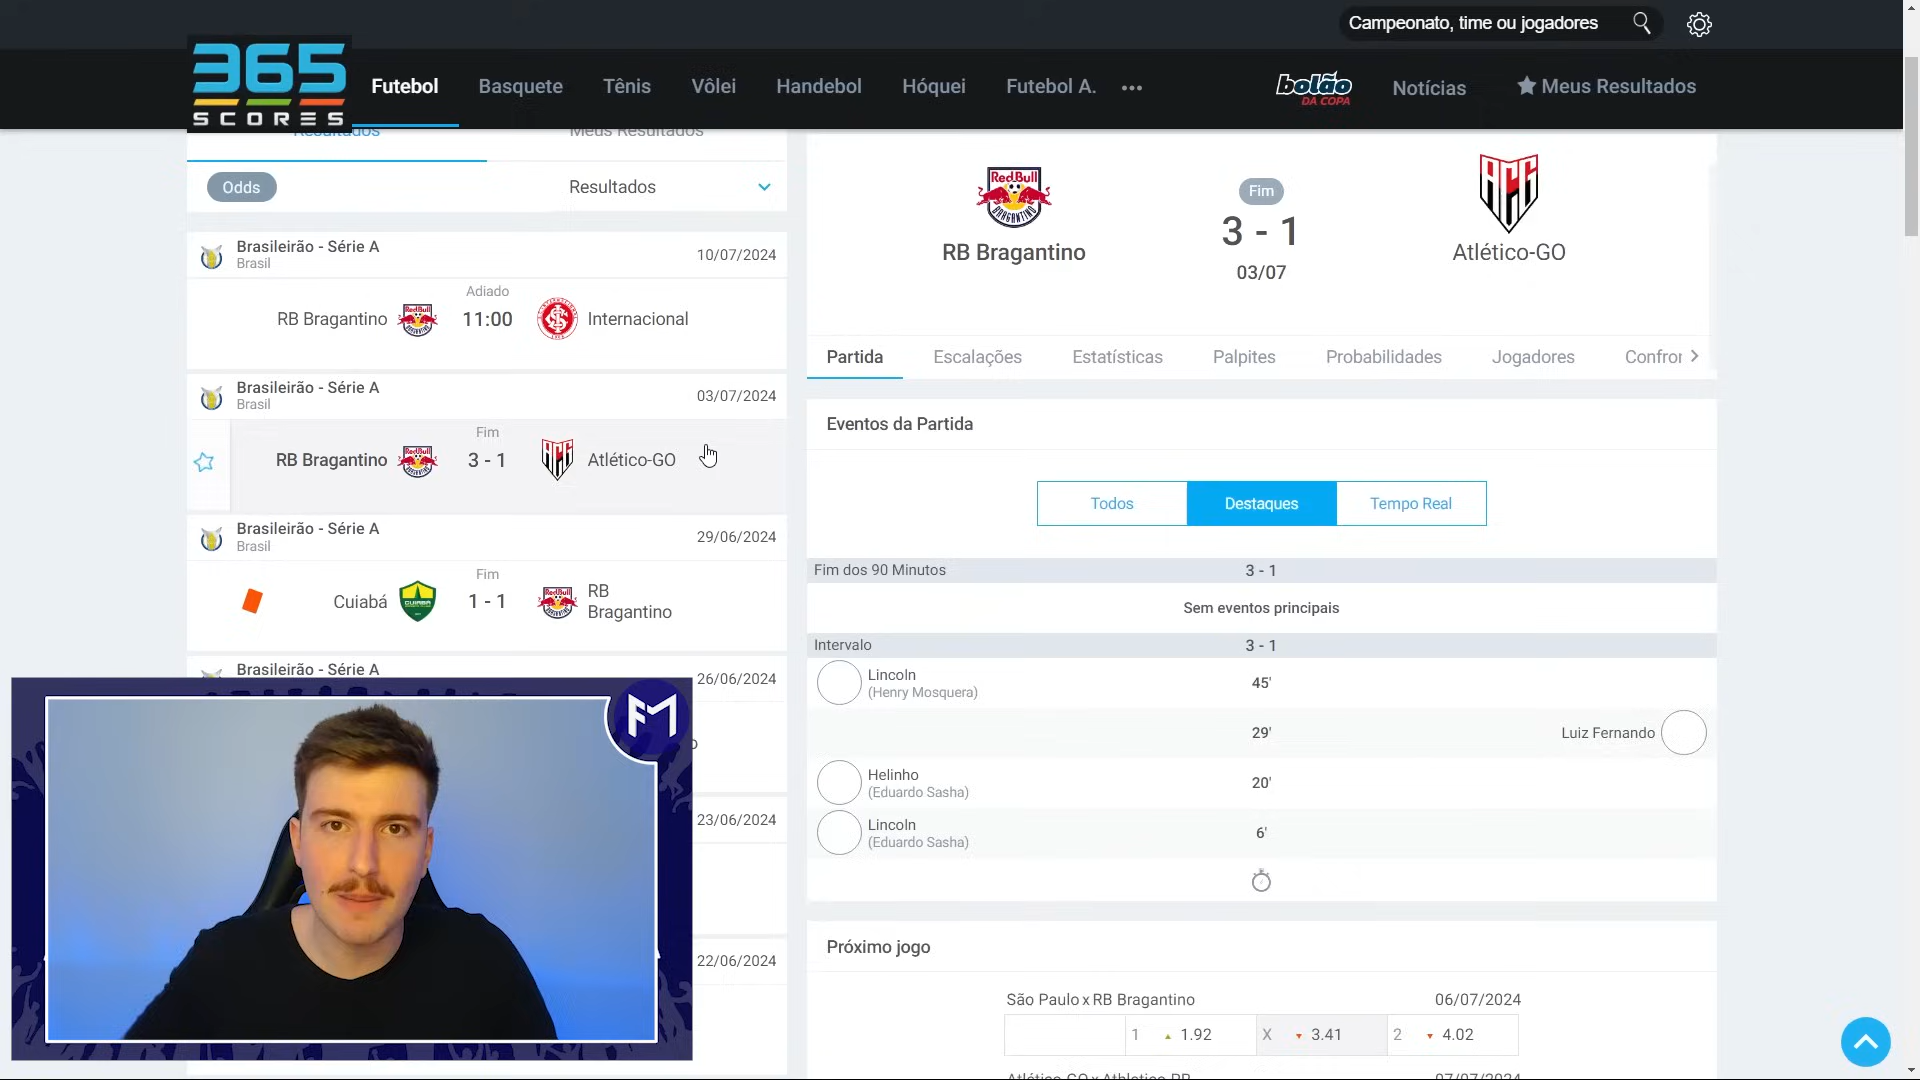 Campeonato, time ou jogadores
365
SCORES
Futebol
Basquete
Tênis
Vôlei
Handebol
Hóquei
Futebol A.
bolão
DA COPA
Notícias
Meus Resultados
Resultados
Meus Resultados
Odds
Resultados
Brasileirão - Série A
Brasil
10/07/2024
Adiado
RB Bragantino
11:00
Internacional
Brasileirão - Série A
Brasil
03/07/2024
Fim
RB Bragantino
3 - 1
Atlético-GO
Brasileirão - Série A
Brasil
29/06/2024
Fim
Cuiabá
1 - 1
RB
Bragantino
Brasileirão - Série A
26/06/2024
23/06/2024
22/06/2024
FM
RB Bragantino
Fim
3 - 1
03/07
Atlético-GO
Partida
Escalações
Estatísticas
Palpites
Probabilidades
Jogadores
Confror
Eventos da Partida
Todos
Destaques
Tempo Real
Fim dos 90 Minutos
3 - 1
Sem eventos principais
Intervalo
3 - 1
Lincoln
(Henry Mosquera)
45'
29'
Luiz Fernando
Helinho
(Eduardo Sasha)
20'
Lincoln
(Eduardo Sasha)
6'
Próximo jogo
São Paulo x RB Bragantino
06/07/2024
1 1.92
X 3.41
2 4.02